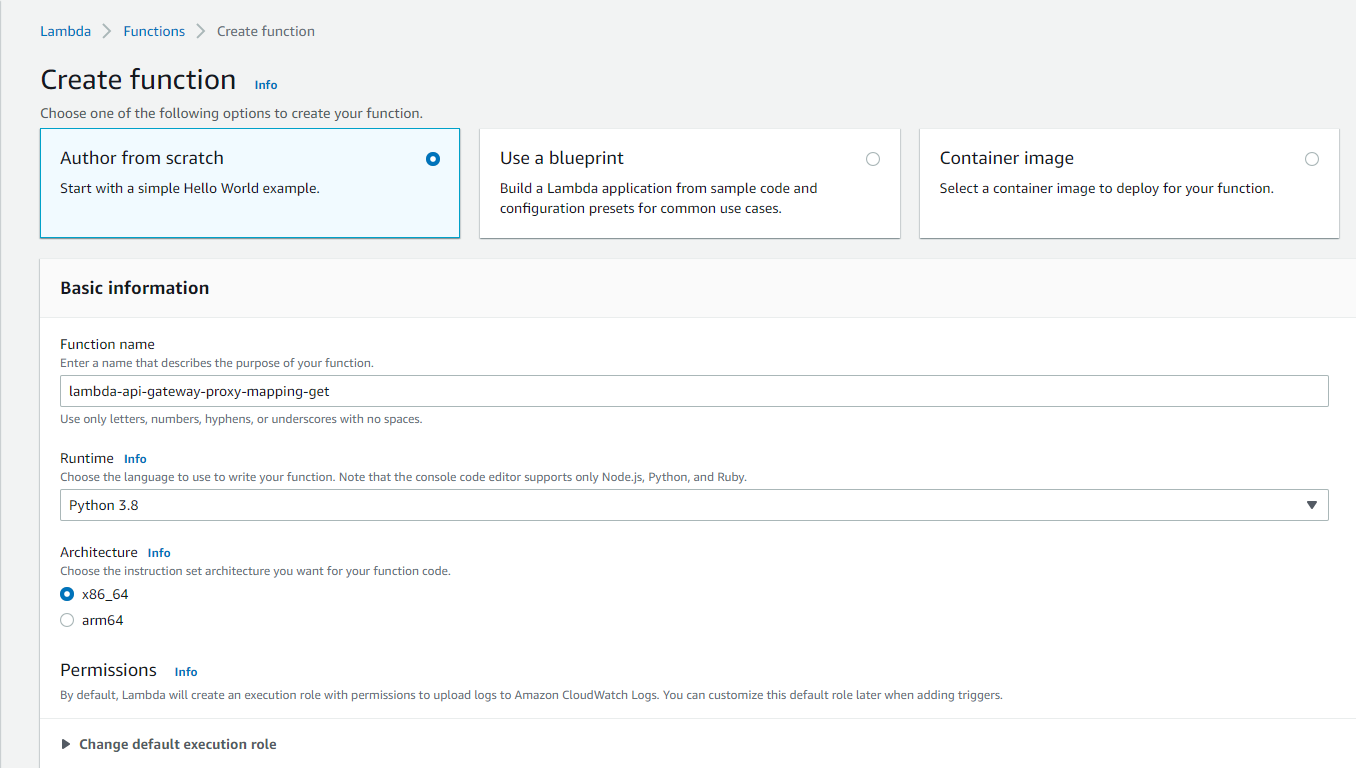 Lambda > Functions > Create function
Create function Info
Choose one of the following options to create your function.
Author from scratch
Start with a simple Hello World example.
Use a blueprint
Build a Lambda application from sample code and
configuration presets for common use cases.
Container image
Select a container image to deploy for your function.
Basic information
Function name
Enter a name that describes the purpose of your function.
lambda-api-gateway-proxy-mapping-get
Use only letters, numbers, hyphens, or underscores with no spaces.
Runtime Info
Choose the language to use to write your function. Note that the console code editor supports only Node.js, Python, and Ruby.
Python 3.8
Architecture Info
Choose the instruction set architecture you want for your function code.
x86_64
arm64
Permissions Info
By default, Lambda will create an execution role with permissions to upload logs to Amazon CloudWatch Logs. You can customize this default role later when adding triggers.
Change default execution role